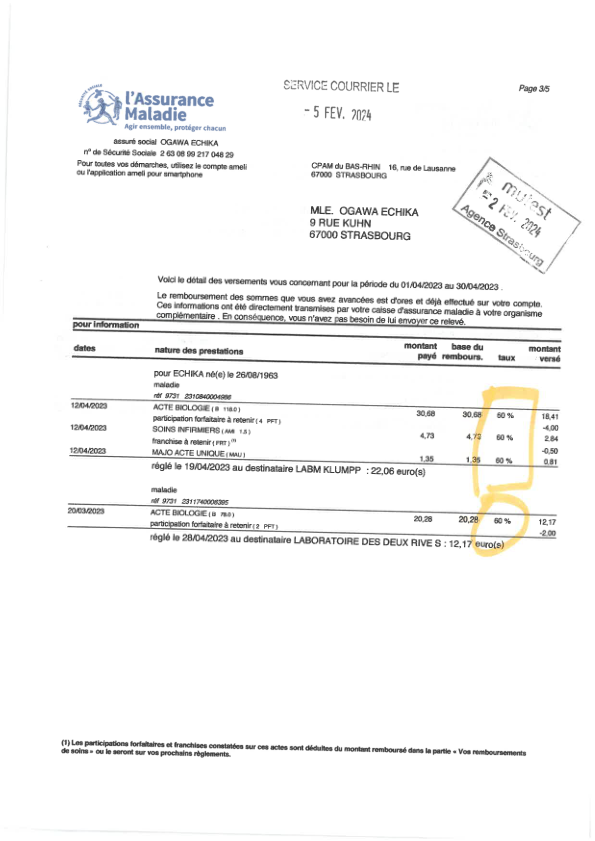 SERVICE COURRIER LE
- 5 FEV. 2024
Page 3/5
l'Assurance
Maladie
Agir ensemble, protéger chacun
assuré social OGAWA ECHIKA
n° de Sécurité Sociale 2 63 08 99 217 048 29
Pour toutes vos démarches, utilisez le compte ameli
ou l'application ameli pour smartphone
CPAM du BAS-RHIN 16, rue de Lausanne
67000 STRASBOURG
mutest
2 FEV. 2024
Agence Strasbourg
MLE. OGAWA ECHIKA
9 RUE KUHN
67000 STRASBOURG
Voici le détail des versements vous concernant pour la période du 01/04/2023 au 30/04/2023 .
Le remboursement des sommes que vous avez avancées est d'ores et déjà effectué sur votre compte.
Ces informations ont été directement transmises par votre caisse d'assurance maladie à votre organisme
complémentaire . En conséquence, vous n'avez pas besoin de lui envoyer ce relevé.
pour information
dates nature des prestations montant payé base du rembours. taux montant versé
pour ECHIKA né(e) le 26/08/1963
maladie
réf 9731 2310840004986
12/04/2023 ACTE BIOLOGIE ( B 118.0 ) 30,68 30,68 60 % 18,41
participation forfaitaire à retenir ( 4 PFT) -4,00
12/04/2023 SOINS INFIRMIERS ( AMI 1.5 ) 4,73 4,73 60 % 2,84
franchise à retenir ( FRT ) (1) -0,50
12/04/2023 MAJO ACTE UNIQUE ( MAU ) 1,35 1,35 60 % 0,81
réglé le 19/04/2023 au destinataire LABM KLUMPP : 22,06 euro(s)
maladie
réf 9731 2311740006395
20/03/2023 ACTE BIOLOGIE ( B 78.0 ) 20,28 20,28 60 % 12,17
participation forfaitaire à retenir ( 2 PFT) -2,00
réglé le 28/04/2023 au destinataire LABORATOIRE DES DEUX RIVE S : 12,17 euro(s)
(1) Les participations forfaitaires et franchises constatées sur ces actes sont déduites du montant remboursé dans la partie « Vos remboursements
de soins » ou le seront sur vos prochains règlements.